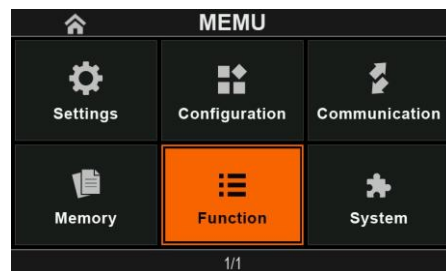 MEMU
Settings
Configuration
Communication
Memory
Function
System
1/1